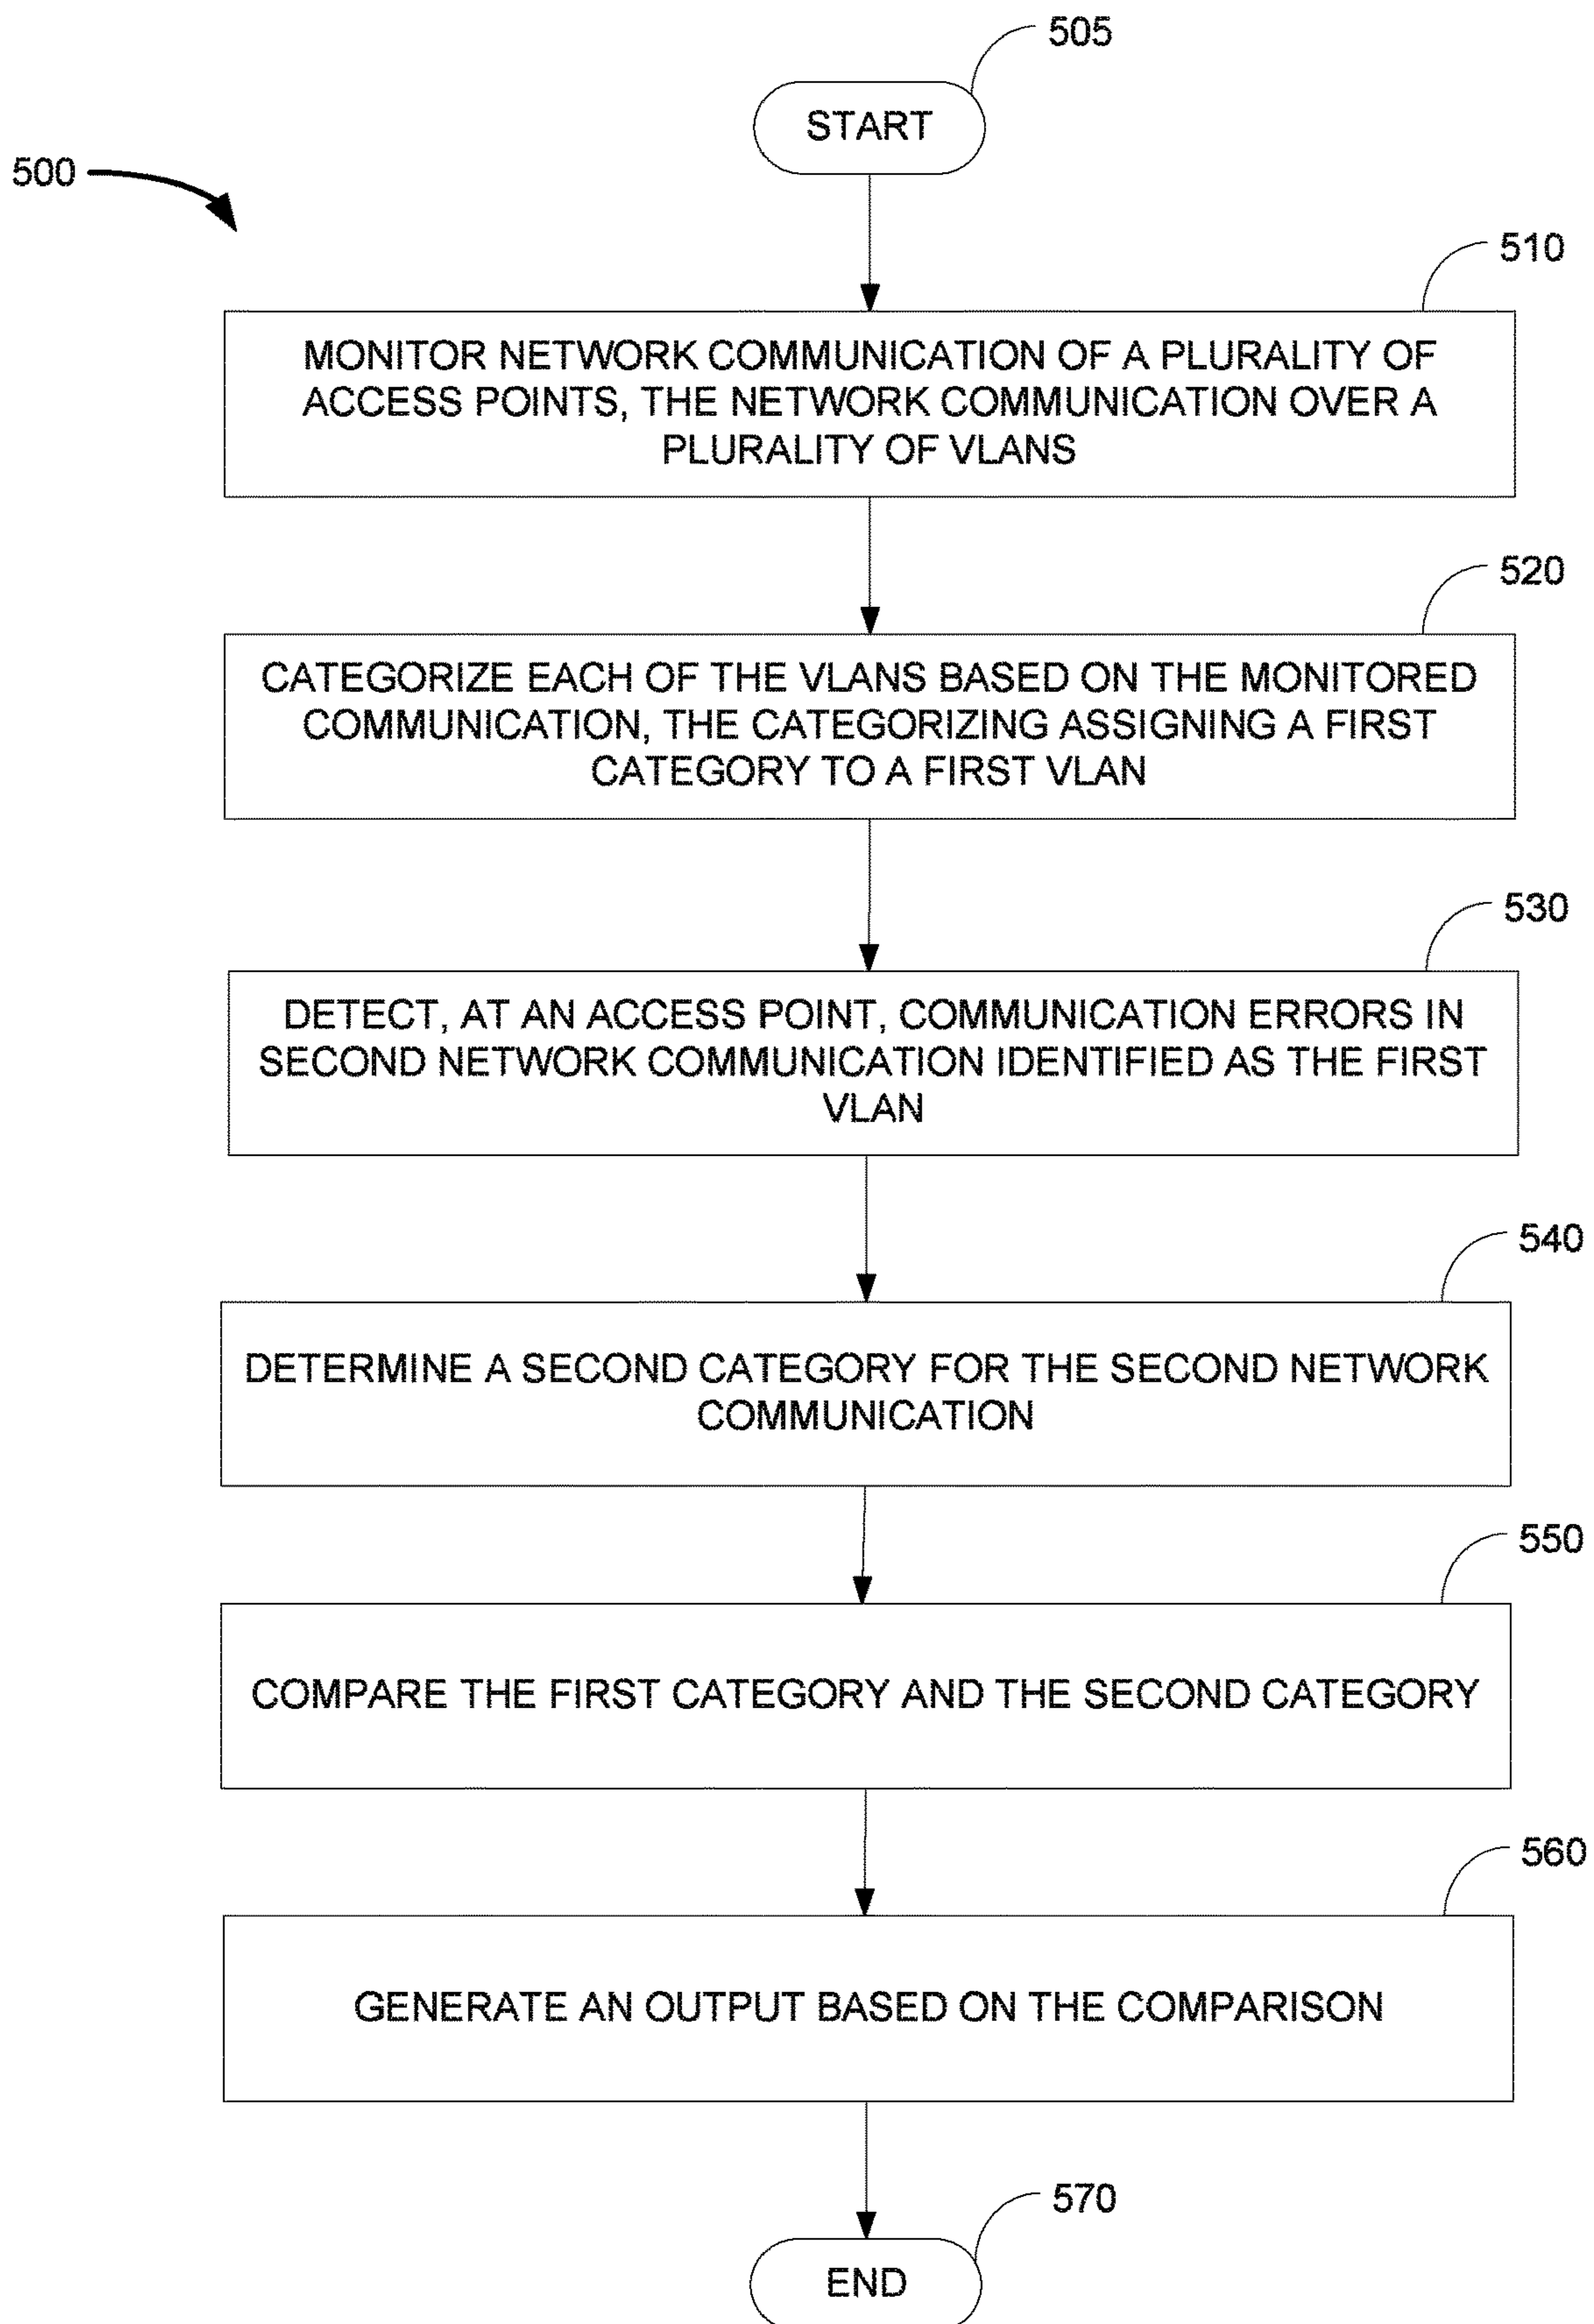 505
START
500
510
MONITOR NETWORK COMMUNICATION OF A PLURALITY OF
ACCESS POINTS, THE NETWORK COMMUNICATION OVER A
PLURALITY OF VLANS
520
CATEGORIZE EACH OF THE VLANS BASED ON THE MONITORED
COMMUNICATION, THE CATEGORIZING ASSIGNING A FIRST
CATEGORY TO A FIRST VLAN
530
DETECT, AT AN ACCESS POINT, COMMUNICATION ERRORS IN
SECOND NETWORK COMMUNICATION IDENTIFIED AS THE FIRST
VLAN
540
DETERMINE A SECOND CATEGORY FOR THE SECOND NETWORK
COMMUNICATION
550
COMPARE THE FIRST CATEGORY AND THE SECOND CATEGORY
560
GENERATE AN OUTPUT BASED ON THE COMPARISON
570
END